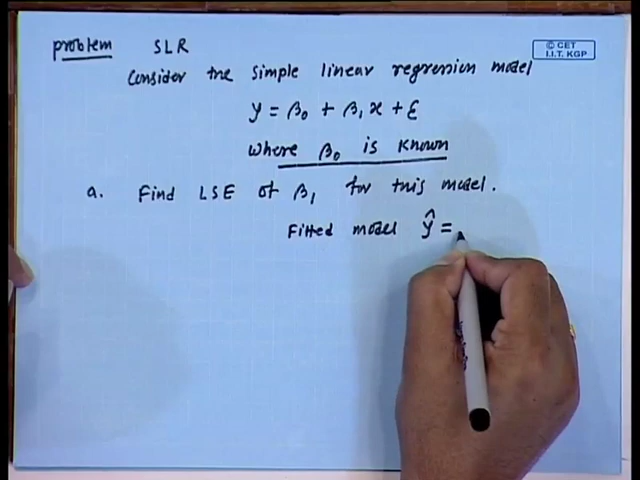 problem SLR
© CET
I.I.T. KGP
Consider the simple linear regression model
y = β₀ + β₁x + ε
where β₀ is known
a. Find LSE of β₁ for this model.
Fitted model ŷ =